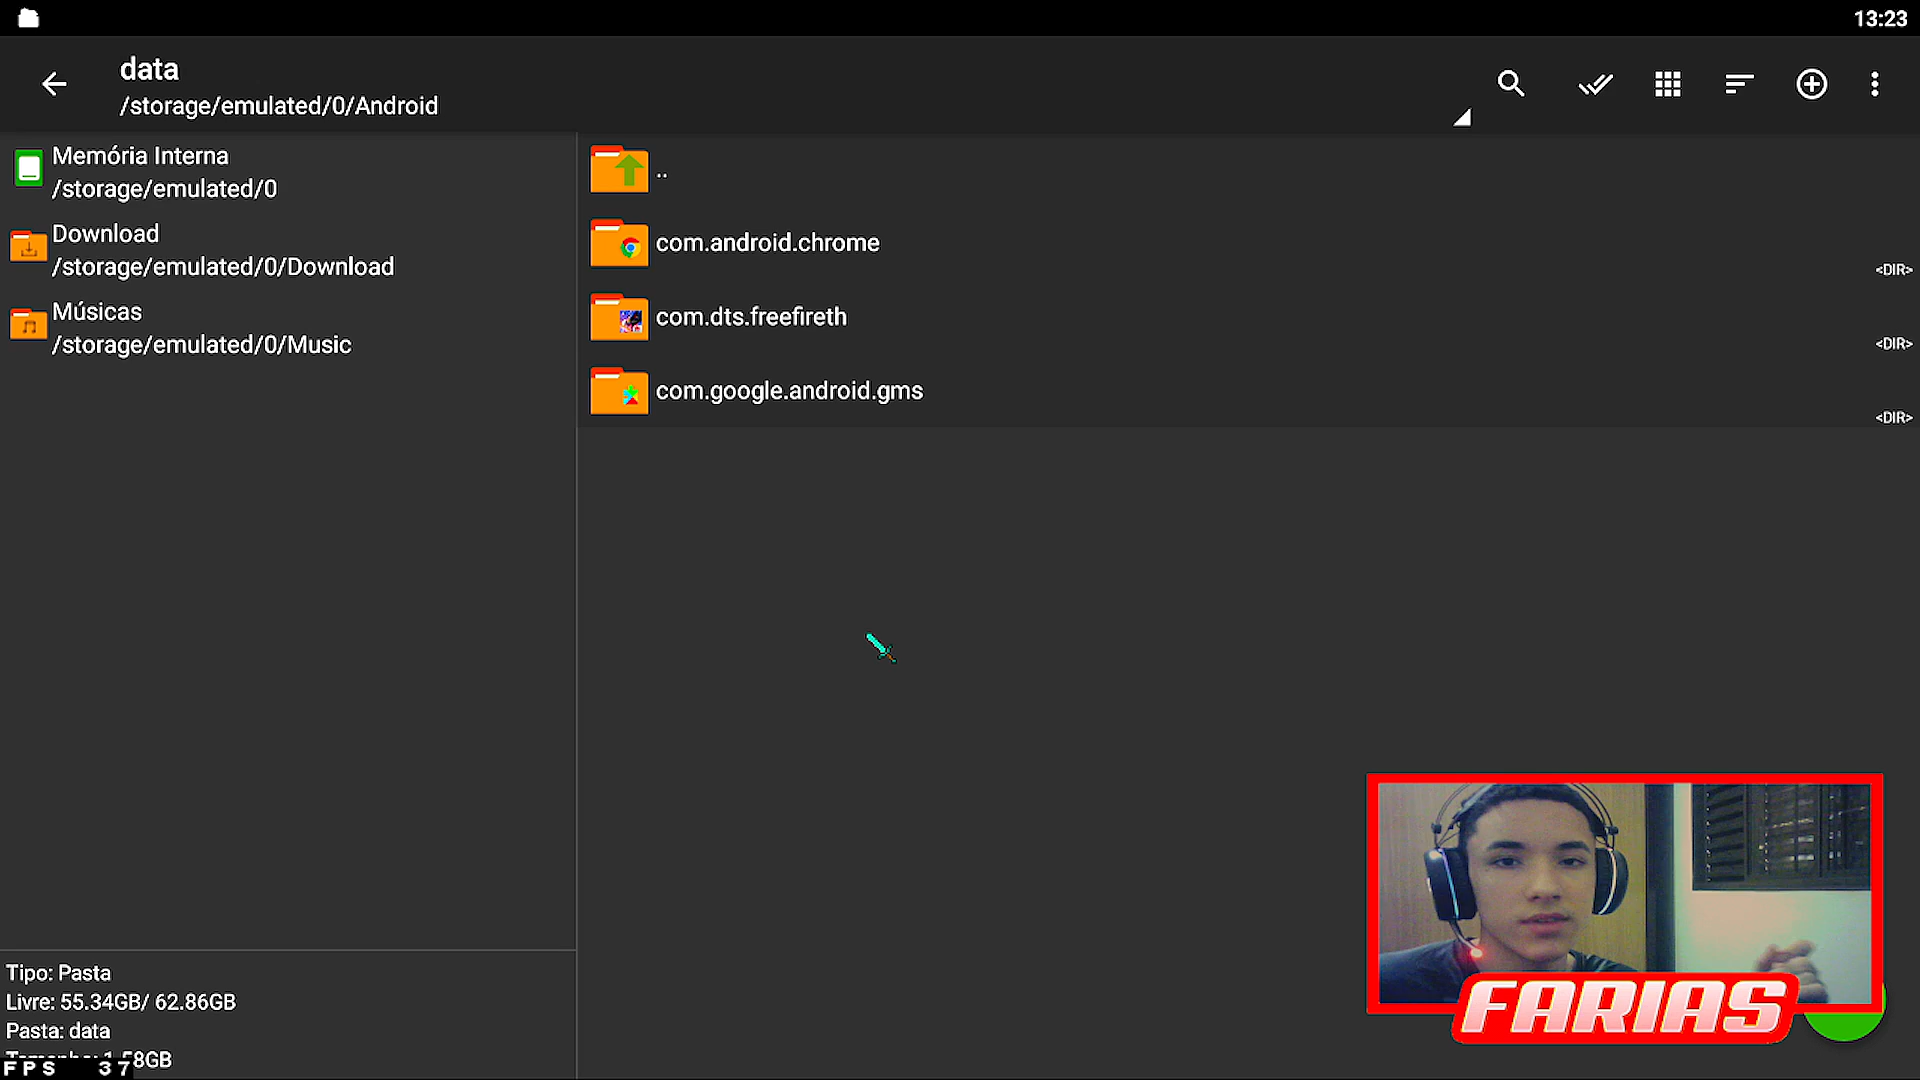 13:23
data
/storage/emulated/0/Android
Memória Interna
/storage/emulated/0
Download
/storage/emulated/0/Download
Músicas
/storage/emulated/0/Music
..
com.android.chrome
<DIR>
com.dts.freefireth
<DIR>
com.google.android.gms
<DIR>
Tipo: Pasta
Livre: 55.34GB/ 62.86GB
Pasta: data
FPS 37
FARIAS